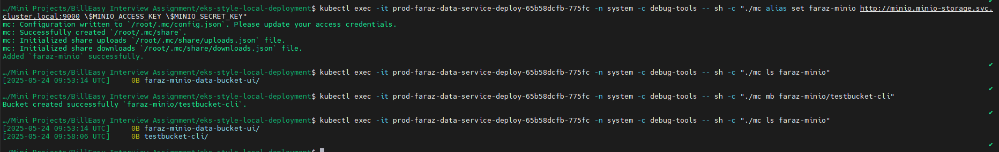 …/Mini Projects/BillEasy Interview Assignment/eks-style-local-deployment$ kubectl exec -it prod-faraz-data-service-deploy-65b58dcfb-775fc -n system -c debug-tools -- sh -c "./mc alias set faraz-minio http://minio.minio-storage.svc.
cluster.local:9000 \$MINIO_ACCESS_KEY \$MINIO_SECRET_KEY"
mc: Configuration written to `/root/.mc/config.json`. Please update your access credentials.
mc: Successfully created `/root/.mc/share`.
mc: Initialized share uploads `/root/.mc/share/uploads.json` file.
mc: Initialized share downloads `/root/.mc/share/downloads.json` file.
Added `faraz-minio` successfully.
…/Mini Projects/BillEasy Interview Assignment/eks-style-local-deployment$ kubectl exec -it prod-faraz-data-service-deploy-65b58dcfb-775fc -n system -c debug-tools -- sh -c "./mc ls faraz-minio"
[2025-05-24 09:53:14 UTC]     0B faraz-minio-data-bucket-ui/
…/Mini Projects/BillEasy Interview Assignment/eks-style-local-deployment$ kubectl exec -it prod-faraz-data-service-deploy-65b58dcfb-775fc -n system -c debug-tools -- sh -c "./mc mb faraz-minio/testbucket-cli"
Bucket created successfully `faraz-minio/testbucket-cli`.
…/Mini Projects/BillEasy Interview Assignment/eks-style-local-deployment$ kubectl exec -it prod-faraz-data-service-deploy-65b58dcfb-775fc -n system -c debug-tools -- sh -c "./mc ls faraz-minio"
[2025-05-24 09:53:14 UTC]     0B faraz-minio-data-bucket-ui/
[2025-05-24 09:58:06 UTC]     0B testbucket-cli/
…/Mini Projects/BillEasy Interview Assignment/eks-style-local-deployment$